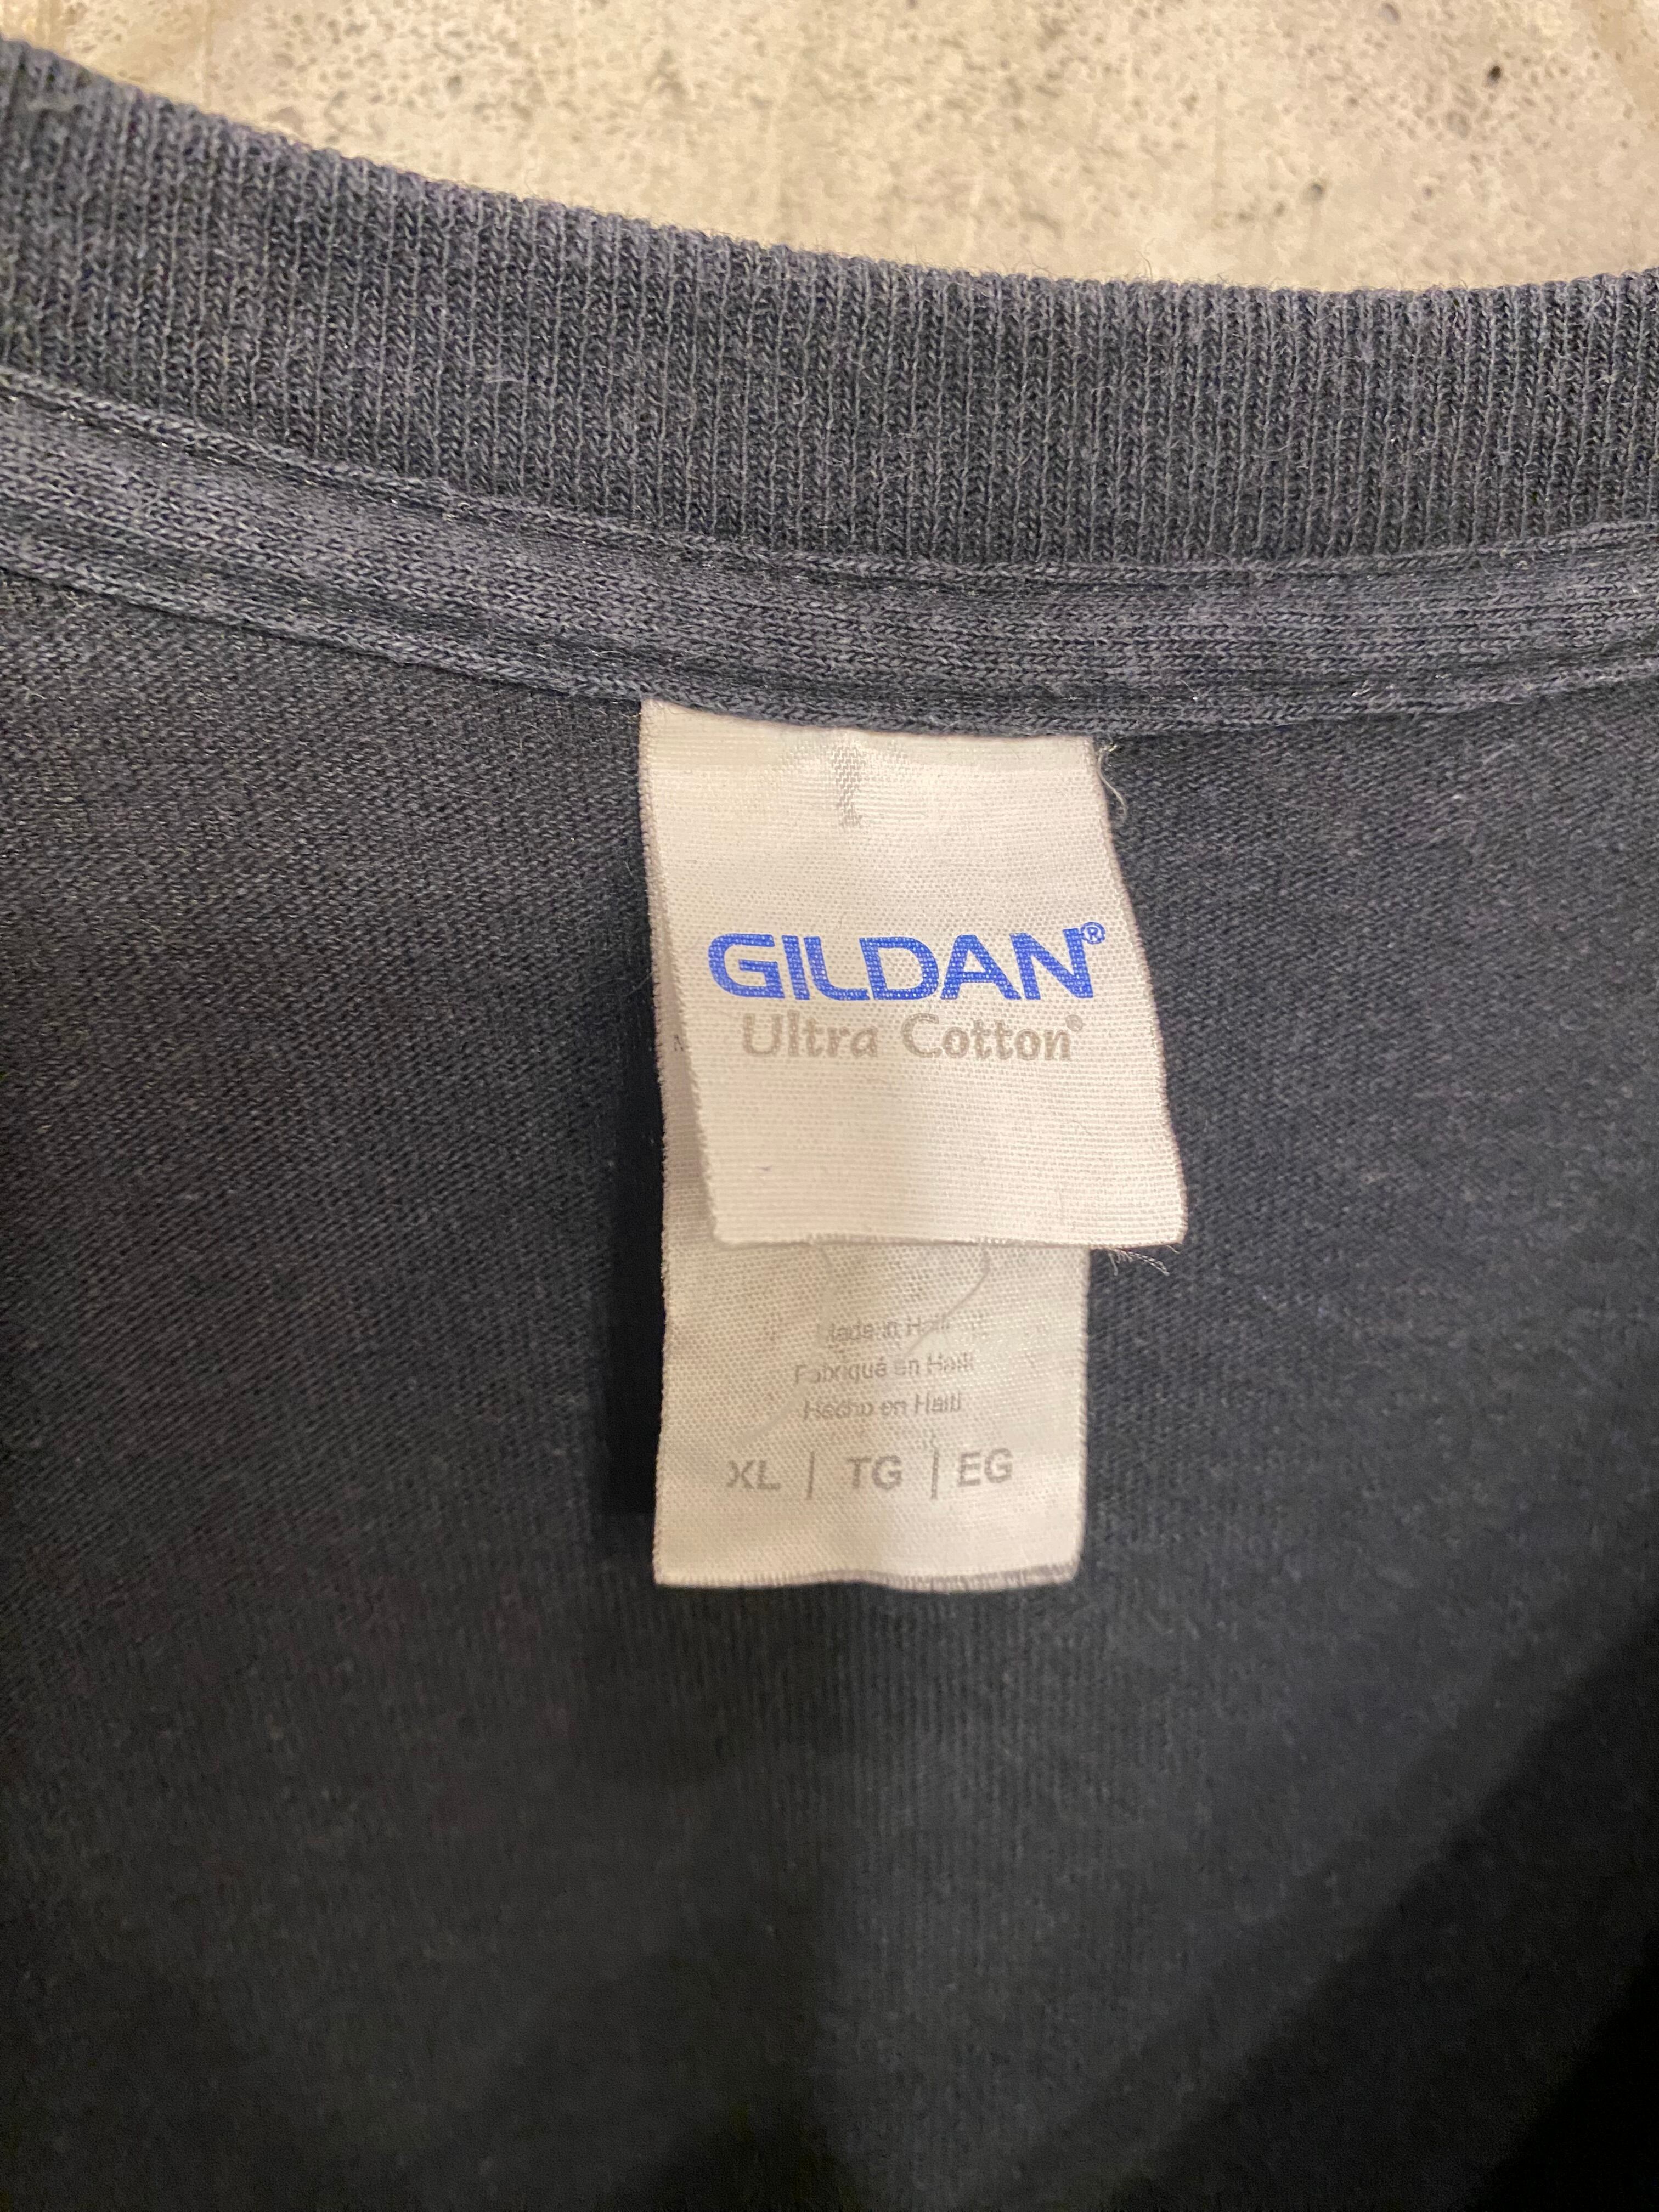 GILDAN®
Ultra Cotton®
Made in Haiti
Fabriqué en Haiti
Hecho en Haiti
XL | TG | EG